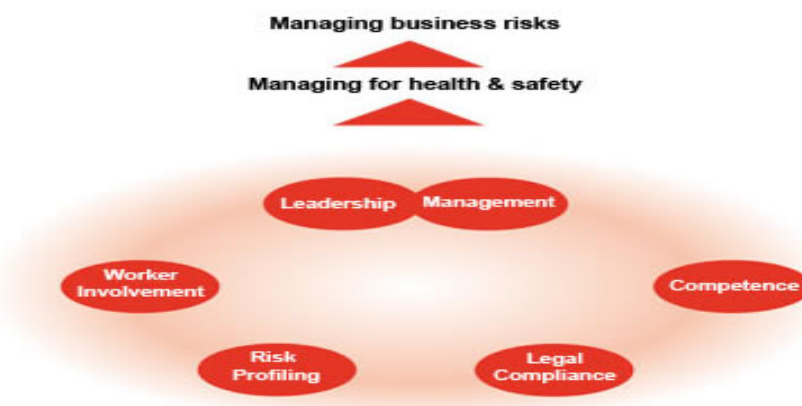 Managing business risks
Managing for health & safety
Leadership
Management
Worker
Involvement
Competence
Risk
Profiling
Legal
Compliance